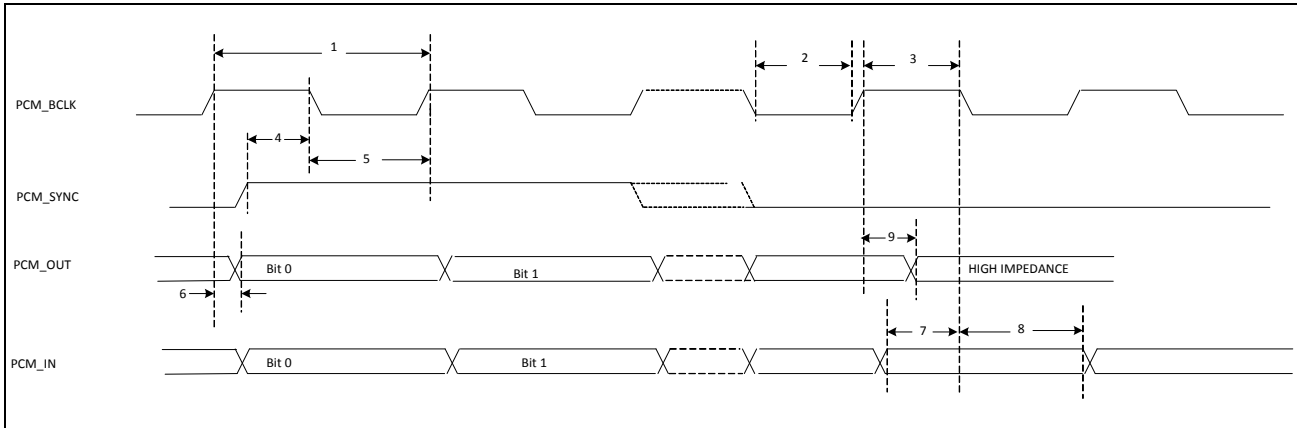 1
2
3
PCM_BCLK
4
5
PCM_SYNC
9
PCM_OUT
Bit 0
Bit 1
HIGH IMPEDANCE
6
7
8
PCM_IN
Bit 0
Bit 1